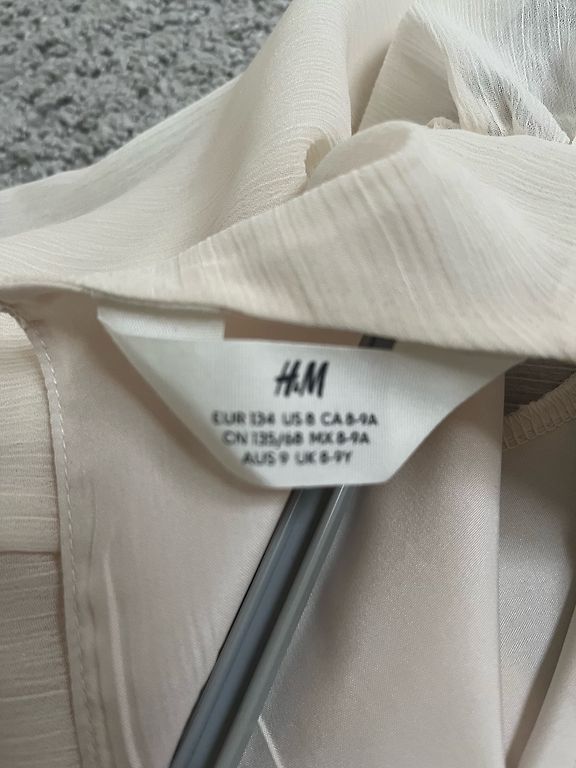 H&M
EUR 134 US 8 CA 8-9A
CN 135/68 MX 8-9A
AUS 9 UK 8-9Y